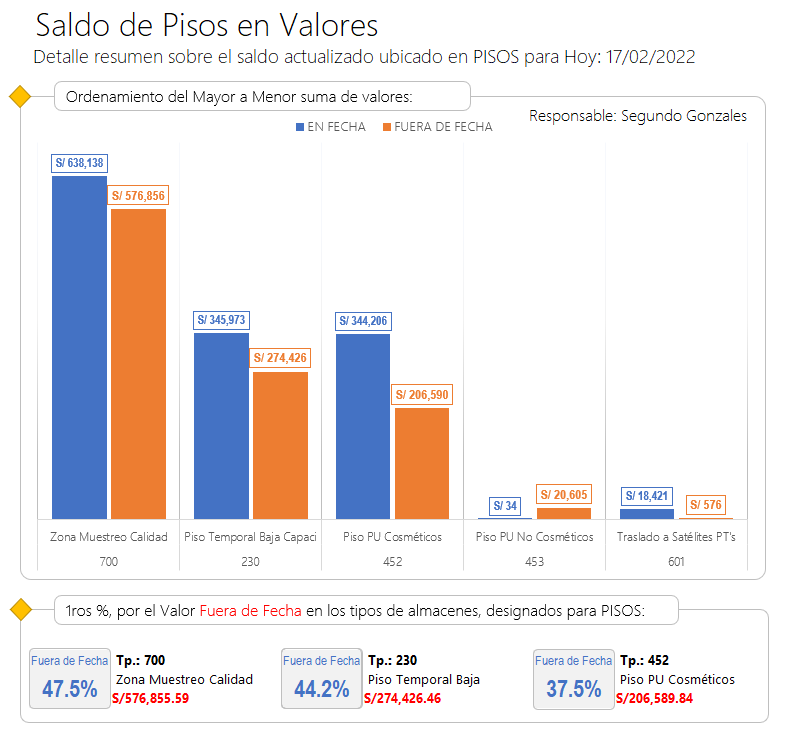 Saldo de Pisos en Valores
Detalle resumen sobre el saldo actualizado ubicado en PISOS para Hoy: 17/02/2022
Ordenamiento del Mayor a Menor suma de valores:
Responsable: Segundo Gonzales
EN FECHA FUERA DE FECHA
S/ 638,138
S/ 576,856
S/ 345,973
S/ 274,426
S/ 344,206
S/ 206,590
S/ 34
S/ 20,605
S/ 18,421
S/ 576
Zona Muestreo Calidad Piso Temporal Baja Capaci Piso PU Cosméticos Piso PU No Cosméticos Traslado a Satélites PT's
700 230 452 453 601
1ros %, por el Valor Fuera de Fecha en los tipos de almacenes, designados para PISOS:
Fuera de Fecha
47.5%
Tp.: 700
Zona Muestreo Calidad
S/576,855.59
Fuera de Fecha
44.2%
Tp.: 230
Piso Temporal Baja
S/274,426.46
Fuera de Fecha
37.5%
Tp.: 452
Piso PU Cosméticos
S/206,589.84